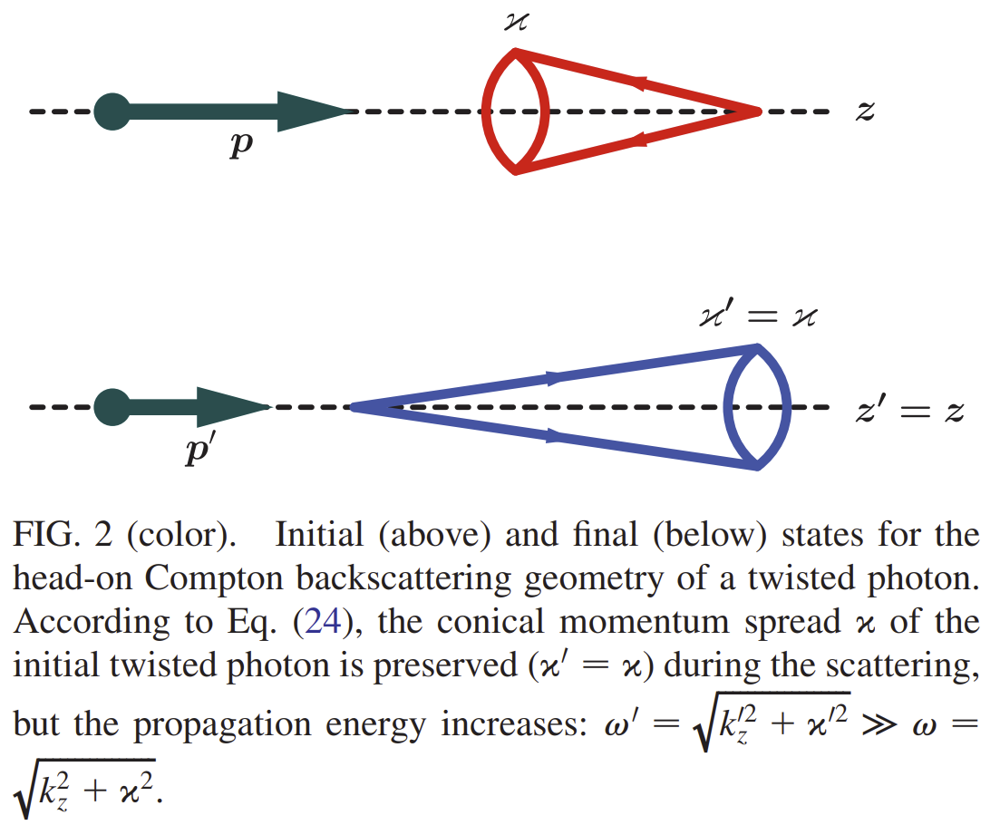 ϰ
z
p
ϰ′ = ϰ
z′ = z
p′
FIG. 2 (color). Initial (above) and final (below) states for the
head-on Compton backscattering geometry of a twisted photon.
According to Eq. (24), the conical momentum spread ϰ of the
initial twisted photon is preserved (ϰ′ = ϰ) during the scattering,
but the propagation energy increases: ω′ = √(k′_z² + ϰ′²) ≫ ω =
√(k_z² + ϰ²).